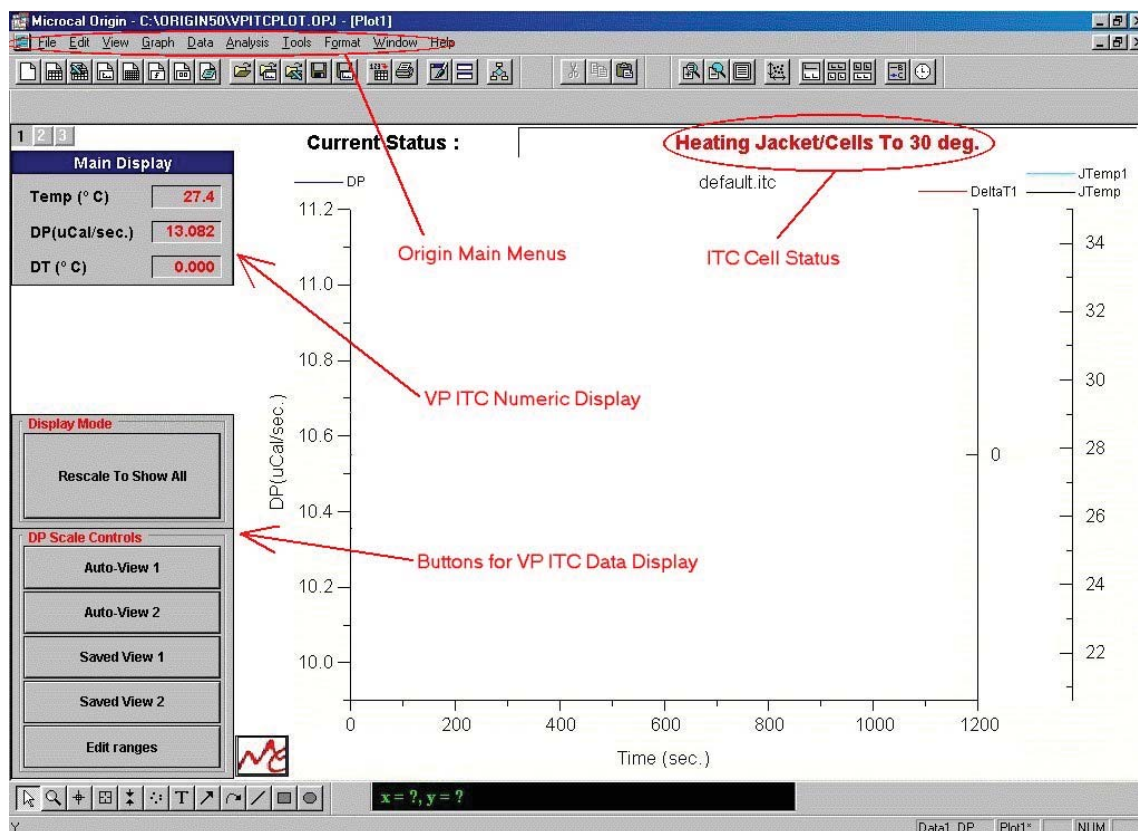 Microcal Origin - C:\ORIGIN50\VPITCPLOT.OPJ - [Plot1]
File Edit View Graph Data Analysis Tools Format Window Help
1 2 3
Main Display
Temp (° C) 27.4
DP(uCal/sec.) 13.082
DT (° C) 0.000
Current Status : Heating Jacket/Cells To 30 deg.
DP
default.itc
JTemp1
DeltaT1
JTemp
Origin Main Menus
ITC Cell Status
VP ITC Numeric Display
Buttons for VP ITC Data Display
Display Mode
Rescale To Show All
DP Scale Controls
Auto-View 1
Auto-View 2
Saved View 1
Saved View 2
Edit ranges
DP(uCal/sec.)
11.2
11.0
10.8
10.6
10.4
10.2
10.0
0
34
32
30
28
26
24
22
0 200 400 600 800 1000 1200
Time (sec.)
T
x = ?, y = ?
Data1_DP Plot1* NUM